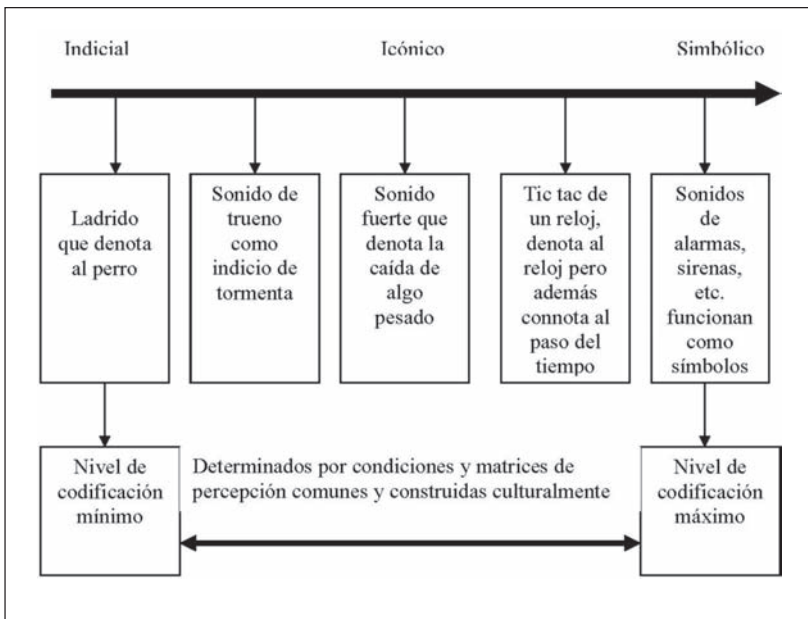 Indicial
Icónico
Simbólico
Ladrido
que denota
al perro
Sonido de
trueno
como
indicio de
tormenta
Sonido
fuerte que
denota la
caída de
algo
pesado
Tic tac de
un reloj,
denota al
reloj pero
además
connota al
paso del
tiempo
Sonidos
de
alarmas,
sirenas,
etc.
funcionan
como
símbolos
Nivel de
codificación
mínimo
Determinados por condiciones y matrices de
percepción comunes y construidas culturalmente
Nivel de
codificación
máximo